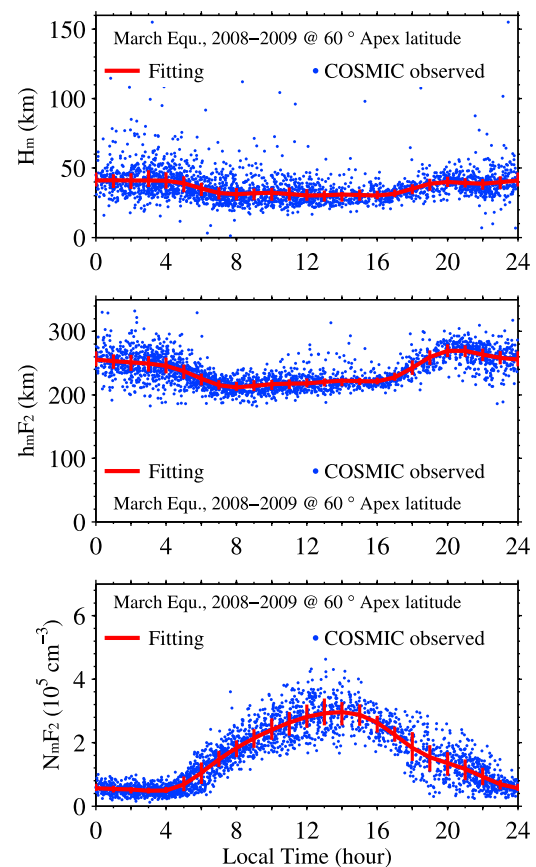 150
March Equ., 2008−2009 @ 60 ° Apex latitude
Fitting
COSMIC observed
100
Hm (km)
50
0
0 4 8 12 16 20 24
300
200
hmF2 (km)
100
Fitting
COSMIC observed
March Equ., 2008−2009 @ 60 ° Apex latitude
0
0 4 8 12 16 20 24
March Equ., 2008−2009 @ 60 ° Apex latitude
6
Fitting
COSMIC observed
4
NmF2 (10⁵ cm⁻³)
2
0
0 4 8 12 16 20 24
Local Time (hour)